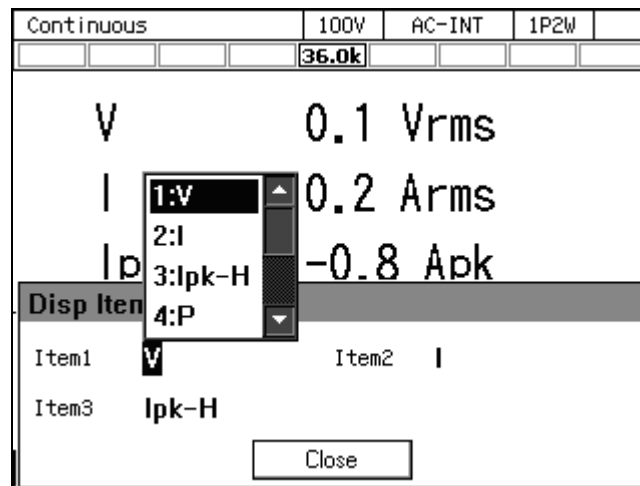 Continuous 100V AC-INT 1P2W
36.0k
V 0.1 Vrms
I 0.2 Arms
Ip -0.8 Apk
1:V
2:I
3:Ipk-H
4:P
Disp Iten
Item1 V Item2 I
Item3 Ipk-H
Close